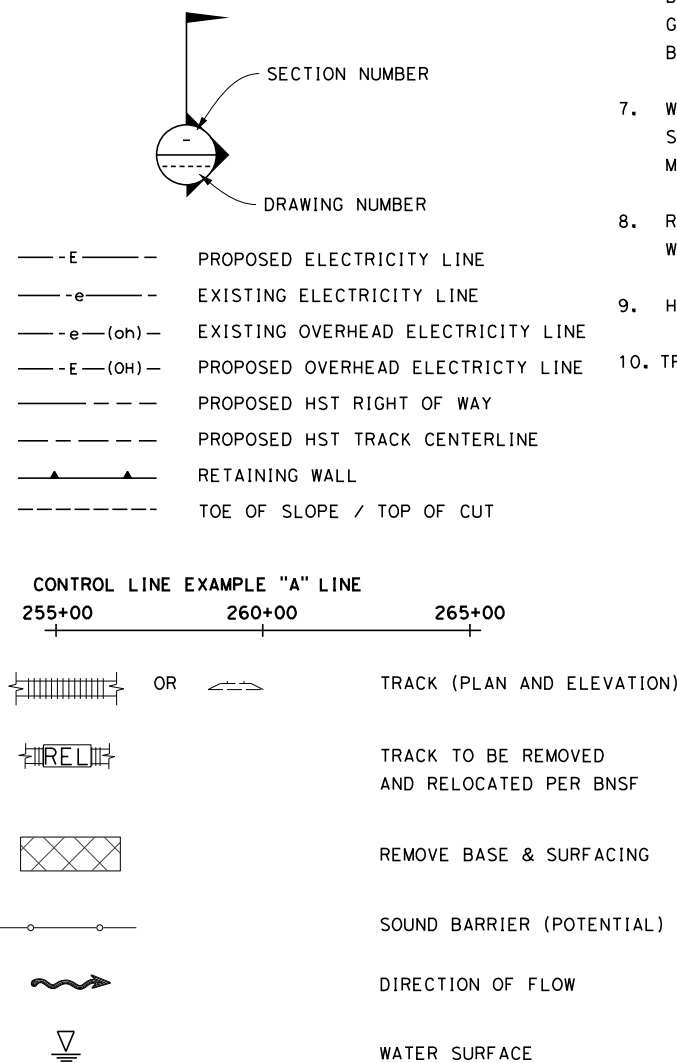 SECTION NUMBER
-
DRAWING NUMBER
E PROPOSED ELECTRICITY LINE
e EXISTING ELECTRICITY LINE
e (oh) EXISTING OVERHEAD ELECTRICITY LINE
E (OH) PROPOSED OVERHEAD ELECTRICTY LINE
PROPOSED HST RIGHT OF WAY
PROPOSED HST TRACK CENTERLINE
RETAINING WALL
TOE OF SLOPE / TOP OF CUT
CONTROL LINE EXAMPLE "A" LINE
255+00 260+00 265+00
OR TRACK (PLAN AND ELEVATION)
REL TRACK TO BE REMOVED
AND RELOCATED PER BNSF
REMOVE BASE & SURFACING
SOUND BARRIER (POTENTIAL)
DIRECTION OF FLOW
WATER SURFACE
G
B
7. W
S
M
8. R
W
9. H
10. TF